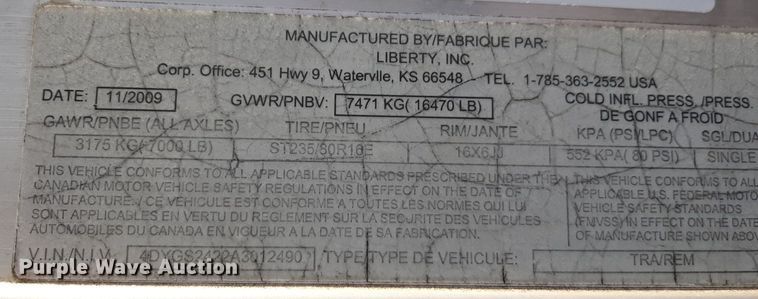 MANUFACTURED BY/FABRIQUE PAR:
LIBERTY, INC.
Corp. Office: 451 Hwy 9, Waterville, KS 66548 TEL. 1-785-363-2552 USA
DATE: 11/2009 GVWR/PNBV: 7471 KG( 16470 LB) COLD INFL. PRESS. /PRESS.
DE GONF A FROID
GAWR/PNBE (ALL AXLES) TIRE/PNEU RIM/JANTE KPA (PSI/LPC) SGL/DUA
3175 KG( 7000 LB) ST235/80R16E 16X6JJ 552 KPA( 80 PSI) SINGLE
THIS VEHICLE CONFORMS TO ALL APPLICABLE STANDARDS PRESCRIBED UNDER THE
CANADIAN MOTOR VEHICLE SAFETY REGULATIONS IN EFFECT ON THE DATE OF
MANUFACTURE. / CE VEHICULE EST CONFORME A TOUTES LES NORMES QUI LUI
SONT APPLICABLES EN VERTU DU REGLEMENT SUR LA SECURITE DES VEHICULES
AUTOMOBILES DU CANADA EN VIGUEUR A LA DATE DE SA FABRICATION.
THIS VEHICLE CONFORMS TO ALL
APPLICABLE U.S. FEDERAL MOTO
VEHICLE SAFETY STANDARDS
(FMVSS) IN EFFECT ON THE DATE
OF MANUFACTURE SHOWN ABOV
V.I.N./N.I.V. 4DYGS2422A3012490 TYPE/TYPE DE VEHICULE: TRA/REM
Purple Wave Auction